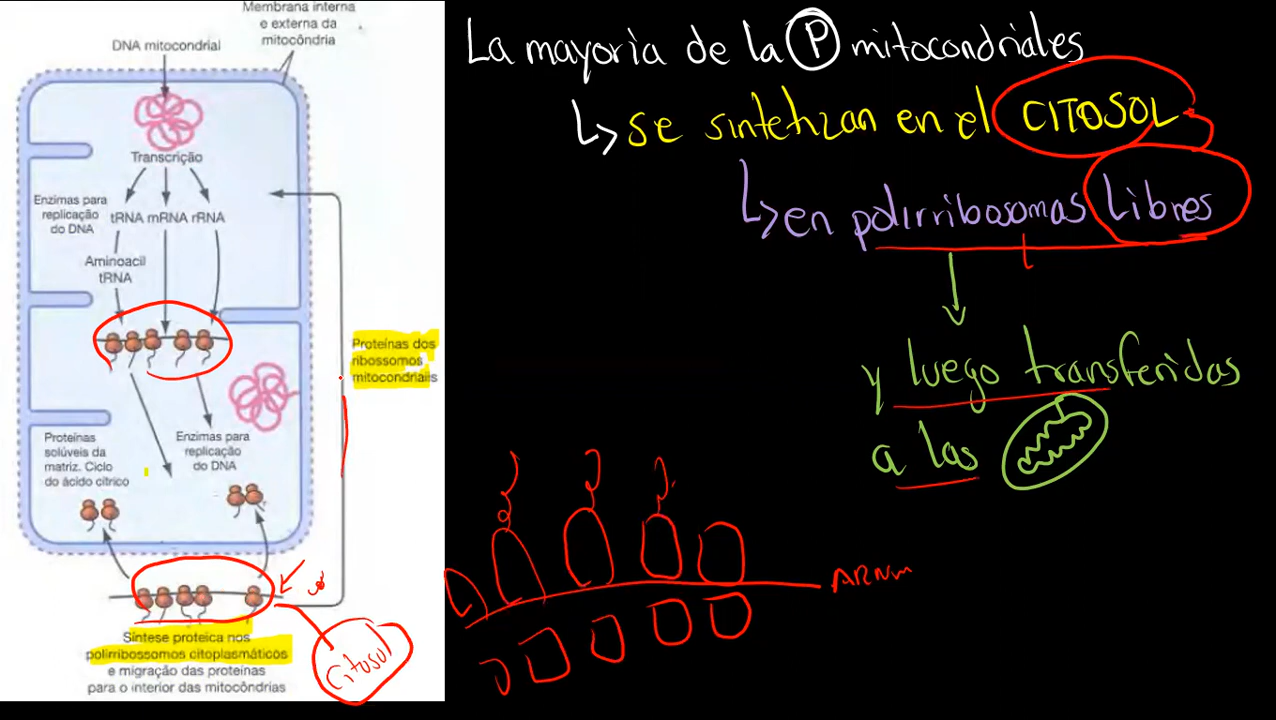 Membrana interna
e externa da
mitocôndria
DNA mitocondrial
Transcrição
Enzimas para
replicação
do DNA
tRNA mRNA rRNA
Aminoacil
tRNA
Proteínas dos
ribossomos
mitocondriais
Proteínas
solúveis da
matriz. Ciclo
do ácido cítrico
Enzimas para
replicação
do DNA
Síntese proteica nos
polirribossomos citoplasmáticos
e migração das proteínas
para o interior das mitocôndrias
Citosol
La mayoria de la P mitocondriales
se sintetizan en el CITOSOL
en polirribosomas Libres
y luego transferidas
a las
ARNm